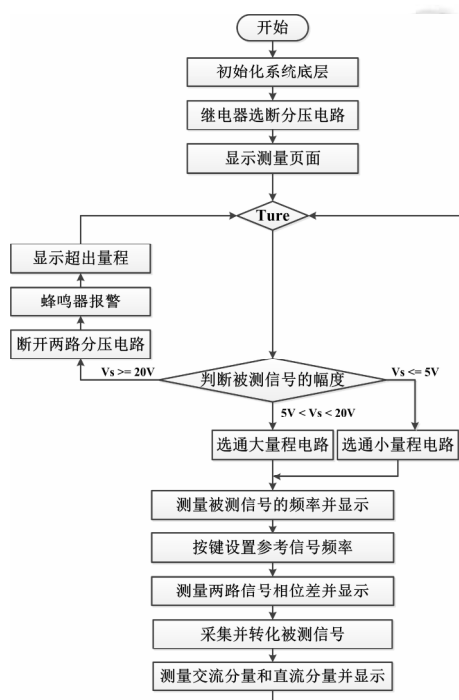 开始
初始化系统底层
继电器选断分压电路
显示测量页面
Ture
显示超出量程
蜂鸣器报警
断开两路分压电路
Vs >= 20V
判断被测信号的幅度
Vs <= 5V
5V < Vs < 20V
选通大量程电路
选通小量程电路
测量被测信号的频率并显示
按键设置参考信号频率
测量两路信号相位差并显示
采集并转化被测信号
测量交流分量和直流分量并显示